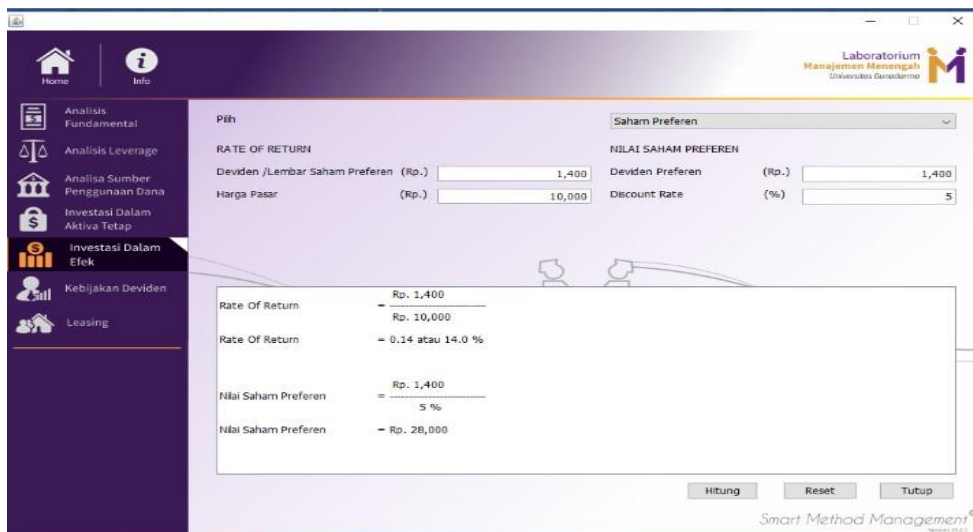 Home
Info
Laboratorium
Manajemen Menengah
Universitas Gunadarma
Analisis
Fundamental
Analisis Leverage
Analisa Sumber
Penggunaan Dana
Investasi Dalam
Aktiva Tetap
Investasi Dalam
Efek
Kebijakan Deviden
Leasing
Pilih
Saham Preferen
RATE OF RETURN
NILAI SAHAM PREFEREN
Deviden /Lembar Saham Preferen (Rp.) 1,400
Deviden Preferen (Rp.) 1,400
Harga Pasar (Rp.) 10,000
Discount Rate (%) 5
Rp. 1,400
Rate Of Return = --------------------------
Rp. 10,000
Rate Of Return = 0.14 atau 14.0 %
Rp. 1,400
Nilai Saham Preferen = --------------------------
5 %
Nilai Saham Preferen = Rp. 28,000
Hitung
Reset
Tutup
Smart Method Management